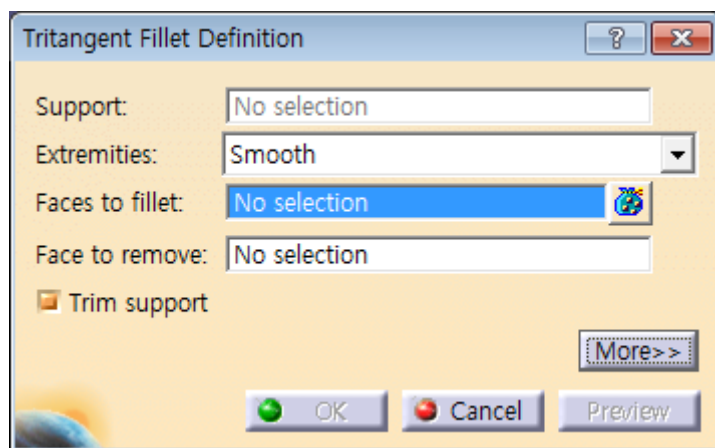 Tritangent Fillet Definition
Support: No selection
Extremities: Smooth
Faces to fillet: No selection
Face to remove: No selection
Trim support
More>>
OK Cancel Preview